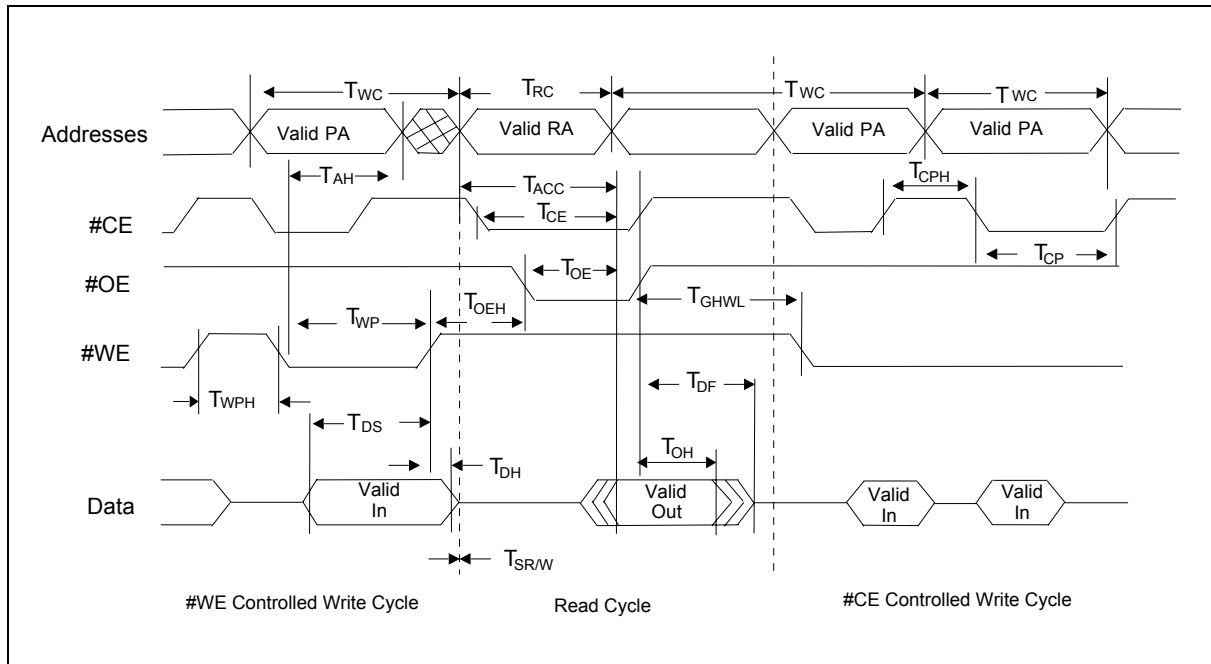 TWC TRC TWC TWC
Addresses Valid PA Valid RA Valid PA Valid PA
TAH TACC TCPH
#CE TCE
TCP
#OE TOE
TOEH TGHWL
TWP
#WE
TWPH TDF
TDS
TDH TOH
Data Valid In Valid Out Valid In Valid In
TSR/W
#WE Controlled Write Cycle Read Cycle #CE Controlled Write Cycle